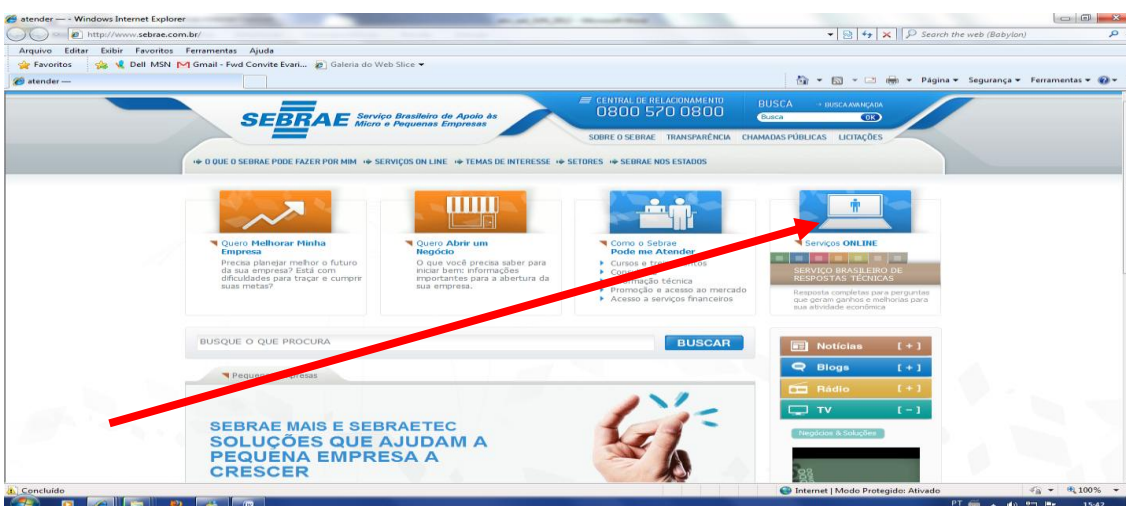 atender — - Windows Internet Explorer
http://www.sebrae.com.br/
Search the web (Babylon)
Arquivo Editar Exibir Favoritos Ferramentas Ajuda
Favoritos Dell MSN Gmail - Fwd Convite Evari... Galeria do Web Slice
atender —
Página Segurança Ferramentas
SEBRAE
Serviço Brasileiro de Apoio às
Micro e Pequenas Empresas
CENTRAL DE RELACIONAMENTO
0800 570 0800
BUSCA BUSCA AVANÇADA
Busca OK
SOBRE O SEBRAE TRANSPARÊNCIA CHAMADAS PÚBLICAS LICITAÇÕES
O QUE O SEBRAE PODE FAZER POR MIM SERVIÇOS ON LINE TEMAS DE INTERESSE SETORES SEBRAE NOS ESTADOS
Quero Melhorar Minha
Empresa
Precisa planejar melhor o futuro
da sua empresa? Está com
dificuldades para traçar e cumprir
suas metas?
Quero Abrir um
Negócio
O que você precisa saber para
iniciar bem: informações
importantes para a abertura da
sua empresa.
Como o Sebrae
Pode me Atender
Cursos e
técnica
Promoção e acesso ao mercado
Acesso a serviços financeiros
Serviços ONLINE
SERVIÇO BRASILEIRO DE
RESPOSTAS TÉCNICAS
Resposta completas para perguntas
que geram ganhos e melhorias para
sua atividade econômica
BUSQUE O QUE PROCURA
BUSCAR
Notícias [ + ]
Blogs [ + ]
Rádio [ + ]
TV [ - ]
Negócios & Soluções
SEBRAE MAIS E SEBRAETEC
SOLUÇÕES QUE AJUDAM A
PEQUENA EMPRESA A
CRESCER
Concluído
Internet | Modo Protegido: Ativado
100%
PT
15:42